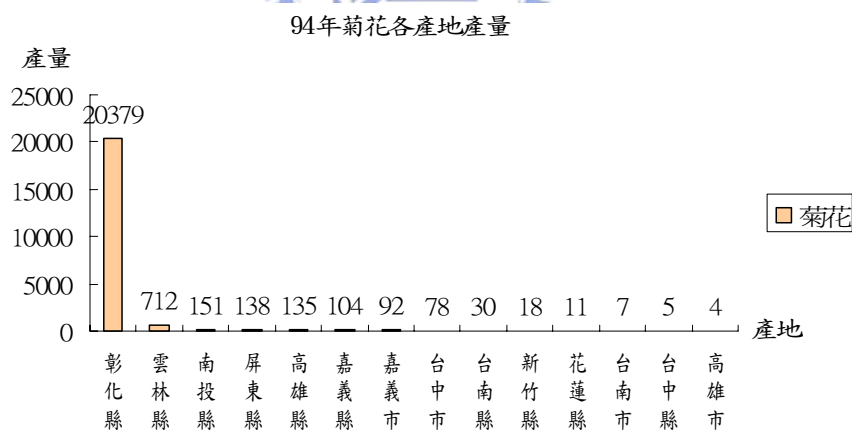 94年菊花各產地產量
產量
25000
20000
15000
10000
5000
0
20379
712
151
138
135
104
92
78
30
18
11
7
5
4
彰化縣
雲林縣
南投縣
屏東縣
高雄縣
嘉義縣
嘉義市
台中市
台南縣
新竹縣
花蓮縣
台南市
台中縣
高雄市
產地
菊花